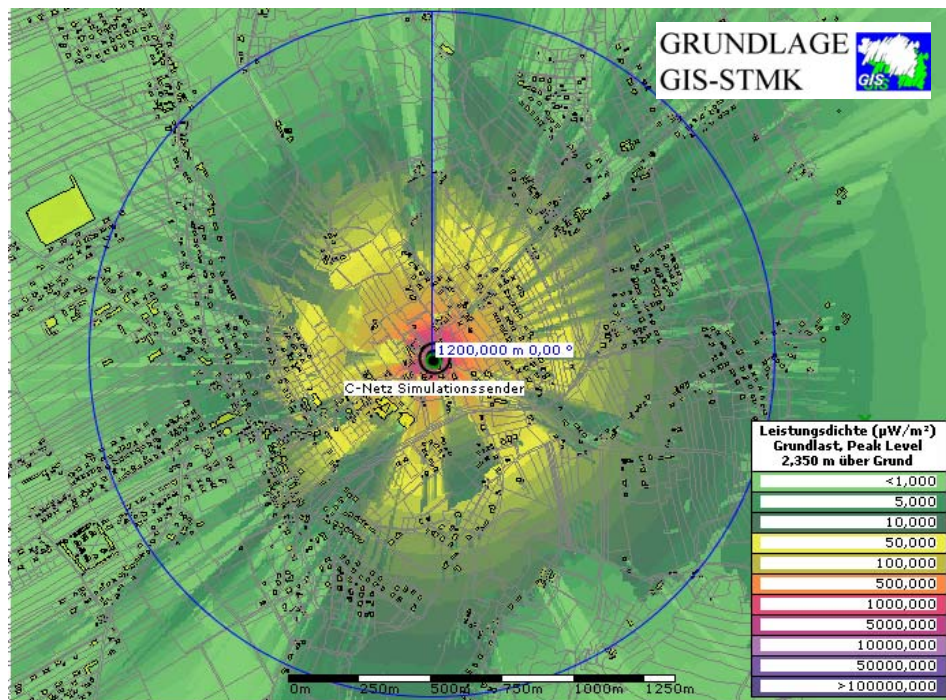 GRUNDLAGE
GIS-STMK
GIS
1200,000 m 0,00 °
C-Netz Simulationssender
Leistungsdichte (µW/m²)
Grundlast, Peak Level
2,350 m über Grund
<1,000
5,000
10,000
50,000
100,000
500,000
1000,000
5000,000
10000,000
50000,000
>100000,000
0m 250m 500m 750m 1000m 1250m